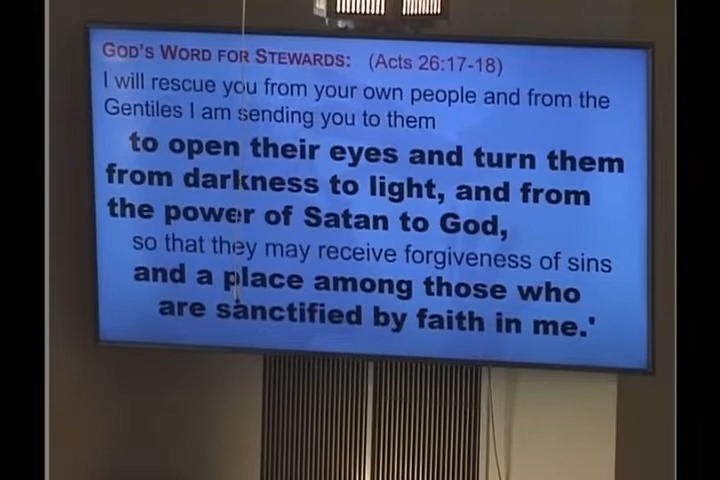 GOD'S WORD FOR STEWARDS: (Acts 26:17-18)
I will rescue you from your own people and from the
Gentiles I am sending you to them
to open their eyes and turn them
from darkness to light, and from
the power of Satan to God,
so that they may receive forgiveness of sins
and a place among those who
are sanctified by faith in me.'